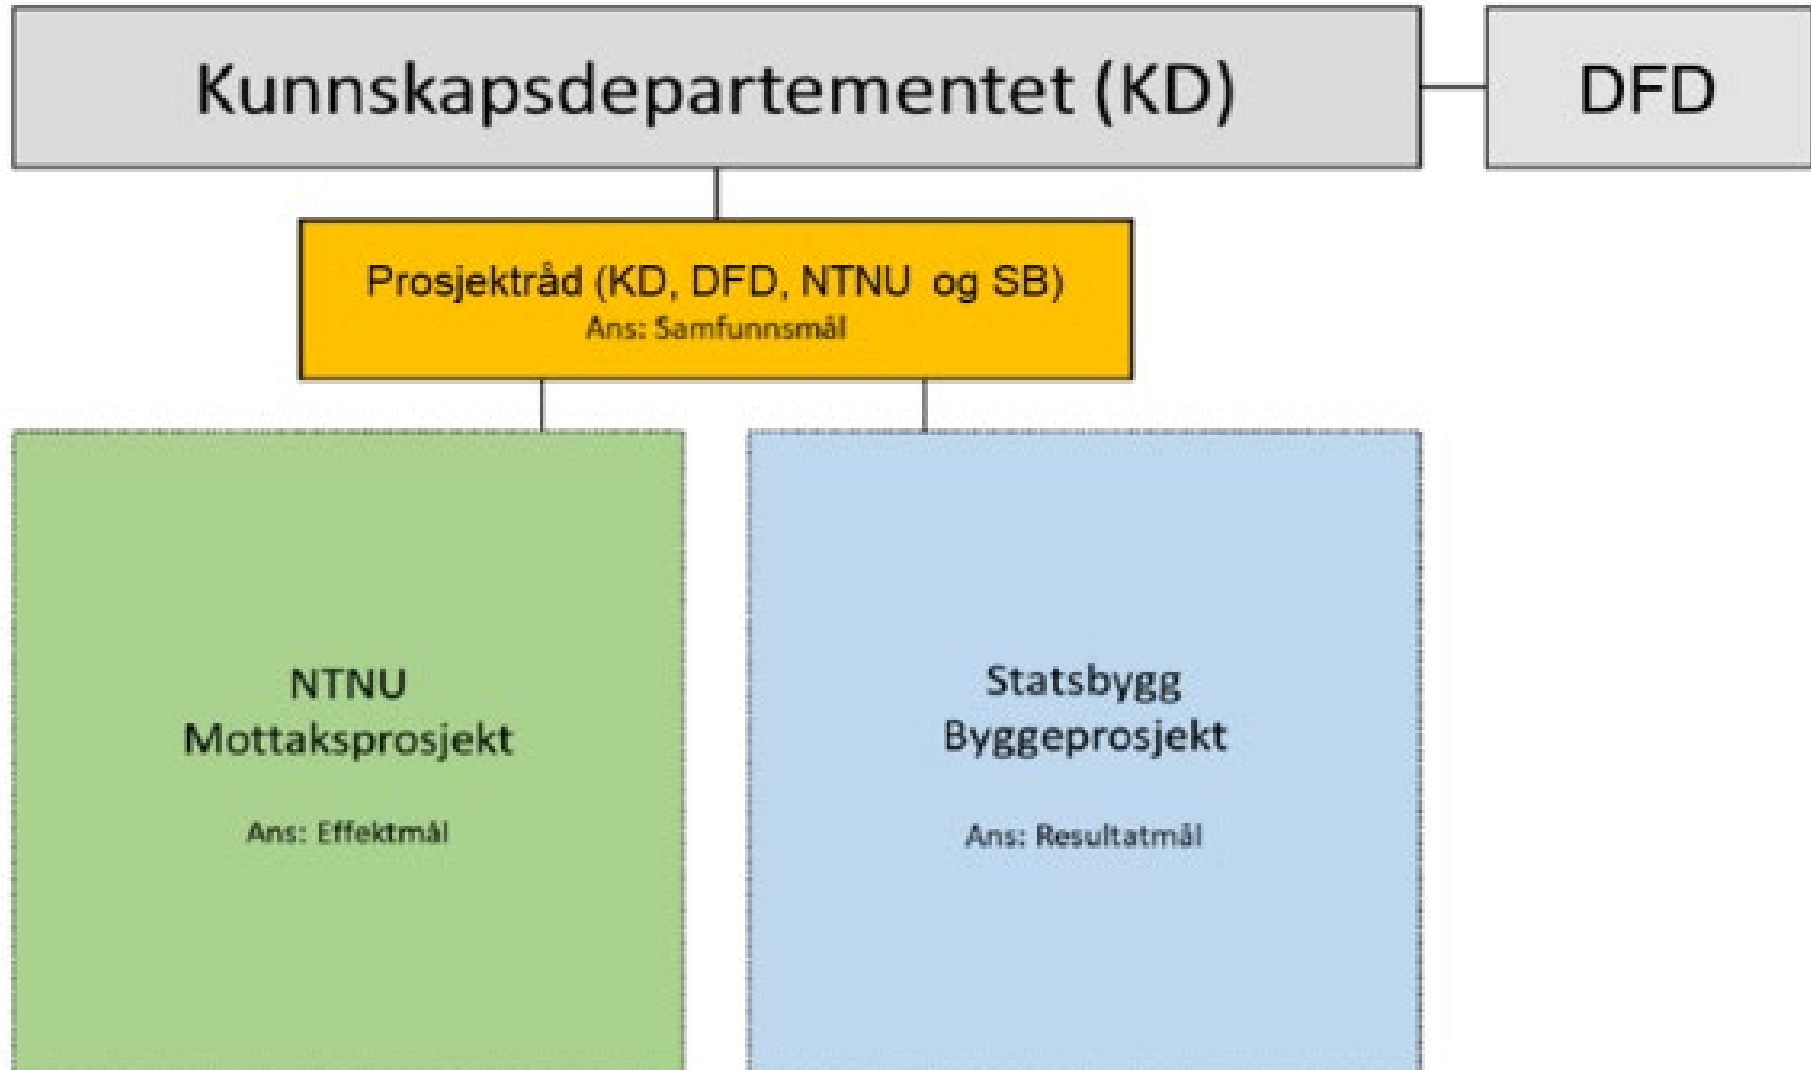 Kunnskapsdepartementet (KD)
DFD
Prosjektråd (KD, DFD, NTNU og SB)
Ans: Samfunnsmål
NTNU
Mottaksprosjekt
Ans: Effektmål
Statsbygg
Byggeprosjekt
Ans: Resultatmål